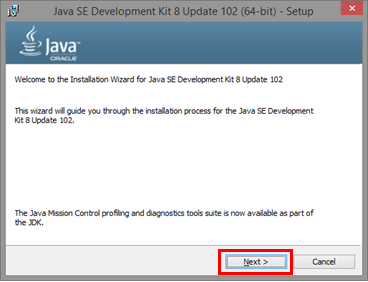 Java SE Development Kit 8 Update 102 (64-bit) - Setup
Java™
ORACLE
Welcome to the Installation Wizard for Java SE Development Kit 8 Update 102
This wizard will guide you through the installation process for the Java SE Development
Kit 8 Update 102.
The Java Mission Control profiling and diagnostics tools suite is now available as part of
the JDK.
Next >
Cancel